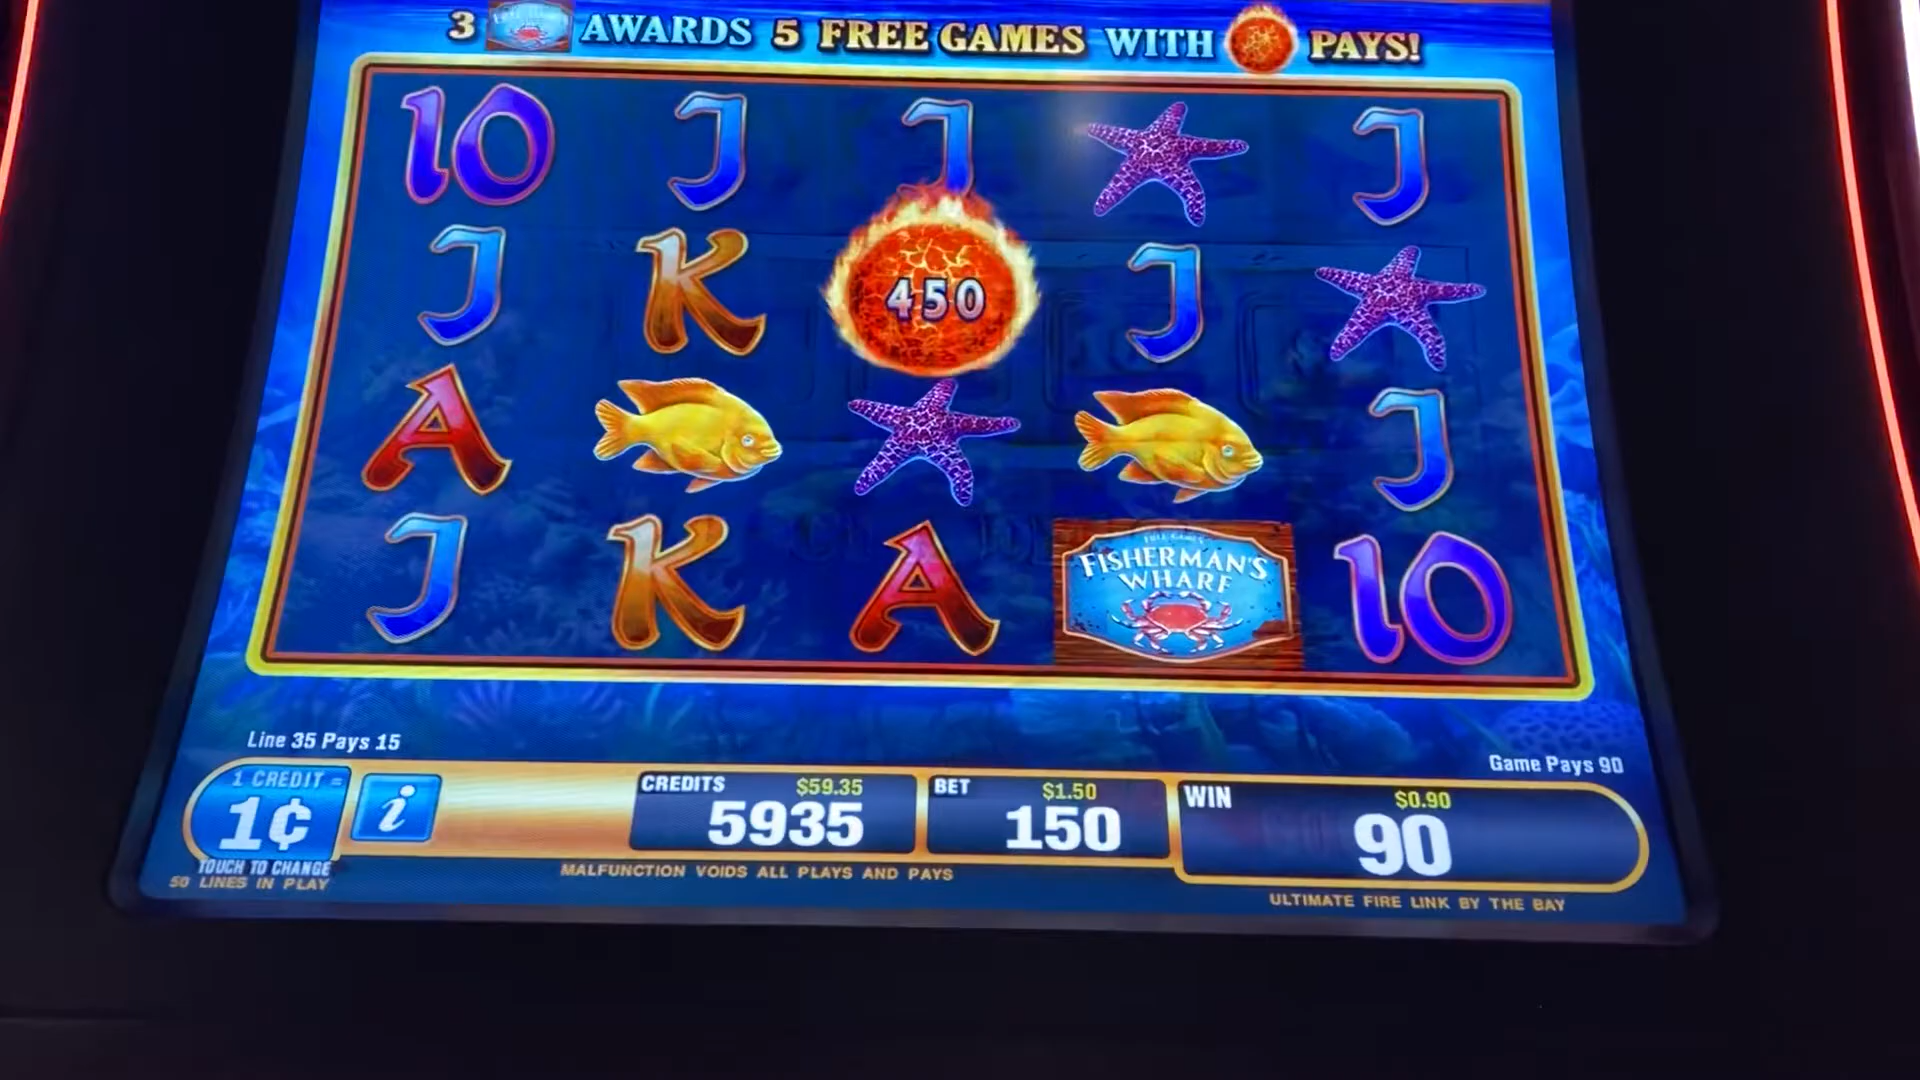 3 AWARDS 5 FREE GAMES WITH PAYS!
10 J J J
J K 450 J
A J
J K A FREE GAMES FISHERMAN'S WHARF 10
Line 35 Pays 15
Game Pays 90
1 CREDIT =
1¢
TOUCH TO CHANGE
50 LINES IN PLAY
i
CREDITS $59.35
5935
BET $1.50
150
WIN $0.90
90
MALFUNCTION VOIDS ALL PLAYS AND PAYS
ULTIMATE FIRE LINK BY THE BAY